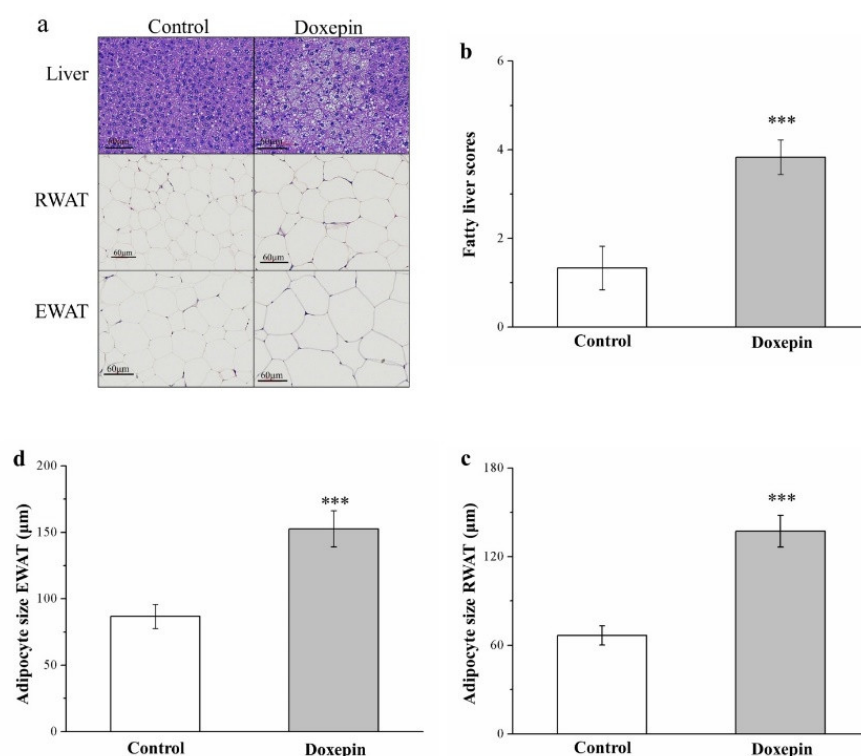 a
Control Doxepin
Liver
60μm 60μm
RWAT
60μm 60μm
EWAT
60μm 60μm
b
Fatty liver scores
6
4
2
0
***
Control Doxepin
d
Adipocyte size EWAT (μm)
200
150
100
50
0
***
Control Doxepin
c
Adipocyte size RWAT (μm)
180
120
60
0
***
Control Doxepin